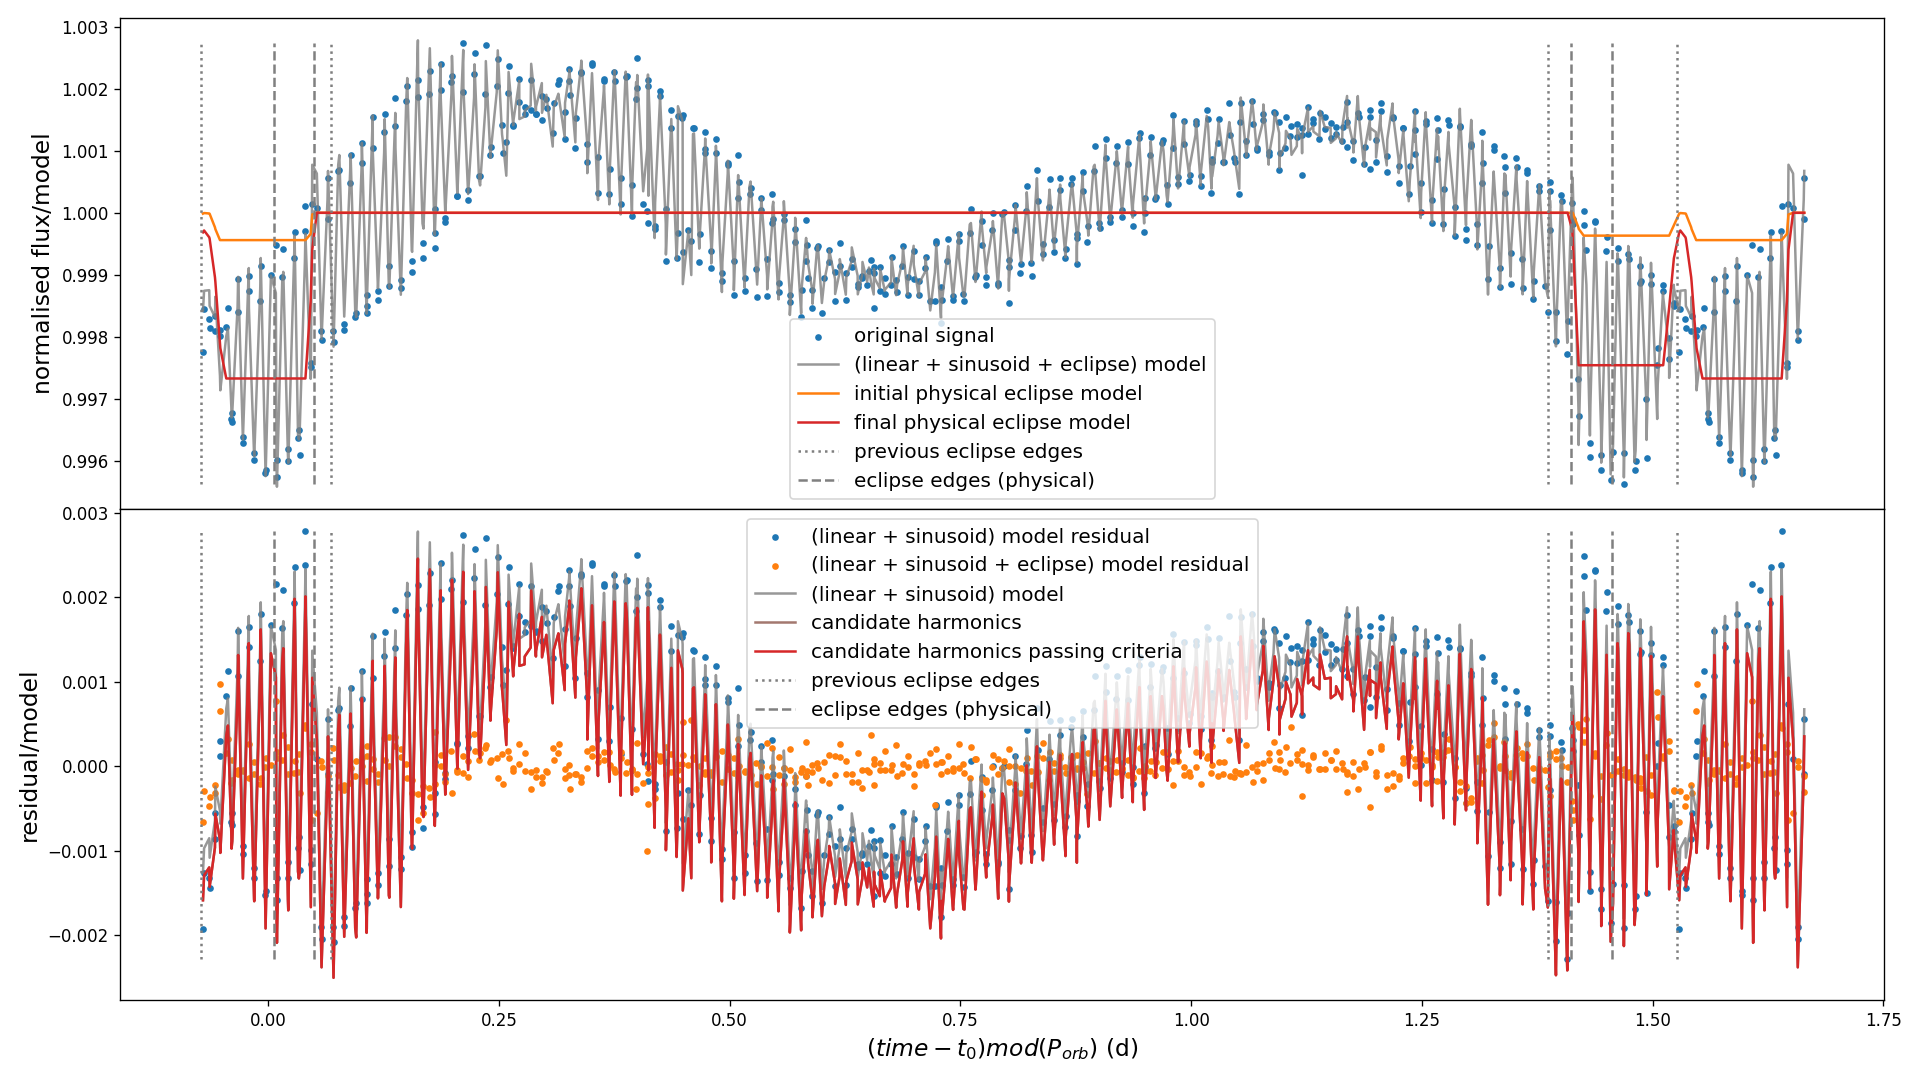 1.003
1.002
1.001
1.000
0.999
0.998
0.997
0.996
normalised flux/model
original signal
(linear + sinusoid + eclipse) model
initial physical eclipse model
final physical eclipse model
previous eclipse edges
eclipse edges (physical)
0.003
0.002
0.001
0.000
−0.001
−0.002
residual/model
(linear + sinusoid) model residual
(linear + sinusoid + eclipse) model residual
(linear + sinusoid) model
candidate harmonics
candidate harmonics passing criteria
previous eclipse edges
eclipse edges (physical)
0.00 0.25 0.50 0.75 1.00 1.25 1.50 1.75
(time − t₀)mod(P_orb) (d)